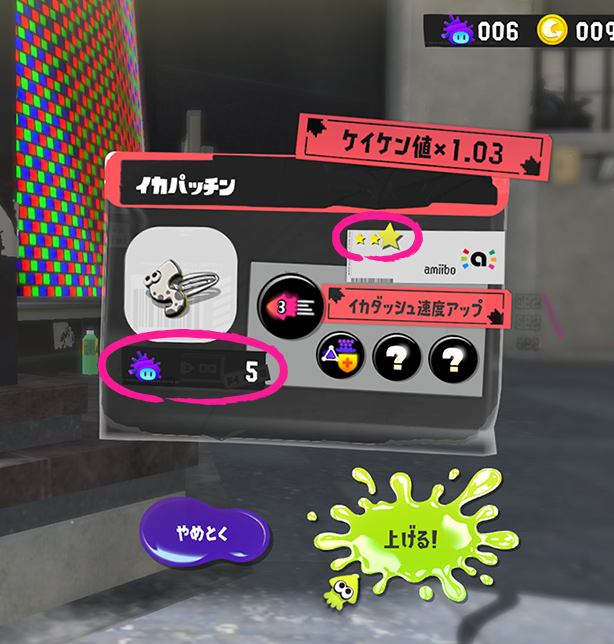 006 009
ケイケン値×1.03
イカパッチン
amiibo
3
イカダッシュ速度アップ
? ?
5
やめとく
上げる!